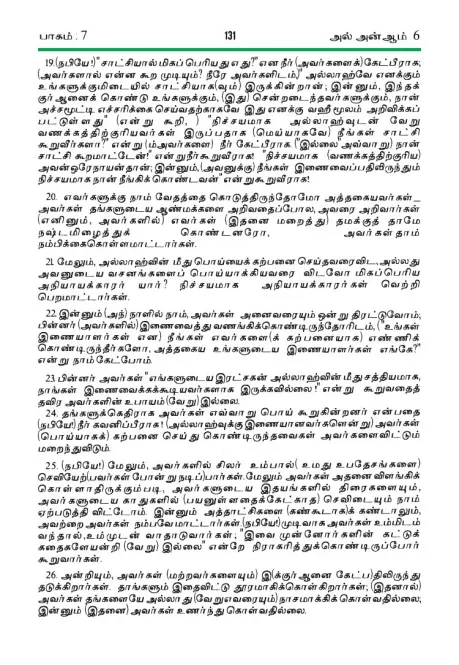 பாகம் : 7
131
அல் அன்ஆம் 6
19.(நபியே!)" சாட்சியால் மிகப் பெரியது எது?"என நீர் (அவர்களைக்) கேட்பீராக;
(அவர்களால் என்ன கூற முடியும்? நீரே அவர்களிடம்,)" அல்லாஹ்வே எனக்கும்
உங்களுக்குமிடையில் சாட்சியாக(வும்) இருக்கின்றான்; இன்னும், இந்தக்
குர்ஆனைக் கொண்டு உங்களுக்கும், (இது) சென்றடைந்தவர்களுக்கும், நான்
அச்சமூட்டி எச்சரிக்கை செய்வதற்காகவே இது எனக்கு வஹீ மூலம் அறிவிக்கப்
பட்டுள்ளது" (என்று கூறி, ) "நிச்சயமாக அல்லாஹ்வுடன் வேறு
வணக்கத்திற்குரியவர்கள் இருப்பதாக (மெய்யாகவே) நீங்கள் சாட்சி
கூறுவீர்களா?" என்று (ம்அவர்களை) நீர் கேட்பீராக. ("இல்லை"அவ்வாறு) நான்
சாட்சி கூறமாட்டேன்!" என்றுநீர்கூறுவீராக! "நிச்சயமாக (வணக்கத்திற்குரிய)
அவன்ஒரேநாயன்தான்; இன்னும்,(அவனுக்கு) நீங்கள் இணைவைப்பதிலிருந்தும்
நிச்சயமாக நான் நீங்கிக்கொண்டவன்"என்றுகூறுவீராக!
20. எவர்களுக்கு நாம் வேதத்தை கொடுத்திருந்தோமோ அத்தகையவர்கள்_
அவர்கள் தங்களுடைய ஆண்மக்களை அறிவதைப்போல, அவரை அறிவார்கள்
(எனினும், அவர்களில்) எவர்கள் (இதனை மறைத்து) தமக்குத் தாமே
நஷ்டமிழைத்துக் கொண்டனரோ, அவர்கள்தாம்
நம்பிக்கைகொள்ளமாட்டார்கள்.
21. மேலும், அல்லாஹ்வின் மீது பொய்யைக் கற்பனை செய்தவரைவிட,அல்லது
அவனுடைய வசனங்களைப் பொய்யாக்கியவரை விடவோ மிகப்பெரிய
அநியாயக்காரர் யார்? நிச்சயமாக அநியாயக்காரர்கள் வெற்றி
பெறமாட்டார்கள்.
22. இன்னும் (அந்) நாளில் நாம், அவர்கள் அனைவரையும் ஒன்று திரட்டுவோம்;
பின்னர் (அவர்களில்) இணைவைத்து வணங்கிக்கொண்டிருந்தோரிடம், ( "உங்கள்
இணையாளர்கள் என) நீங்கள் எவர்களை(க் கற்பனையாக) எண்ணிக்
கொண்டிருந்தீர்களோ, அத்தகைய உங்களுடைய இணையாளர்கள் எங்கே?"
என்று நாம் கேட்போம்.
23.பின்னர் அவர்கள் "எங்களுடைய இரட்சகன் அல்லாஹ்வின் மீது சத்தியமாக,
நாங்கள் இணைவைக்கக்கூடியவர்களாக இருக்கவில்லை!"என்று கூறுவதைத்
தவிர அவர்களின் உபாயம் (வேறு)இல்லை.
24. தங்களுக்கெதிராக அவர்கள் எவ்வாறு பொய் கூறுகின்றனர் என்பதை
(நபியே!) நீர் கவனிப்பீராக! (அல்லாஹ்வுக்கு இணையானவர்களென்று) அவர்கள்
(பொய்யாகக்) கற்பனை செய்து கொண்டிருந்தவைகள் அவர்களைவிட்டும்
மறைந்துவிடும்.
25. (நபியே!) மேலும், அவர்களில் சிலர் உம்பால்( உமது உபதேசங்களை)
செவியேற்(பவர்கள் போன்று நடிப்)பார்கள்.மேலும் அவர்கள் அதனை விளங்கிக்
கொள்ளாதிருக்கும்படி, அவர்களுடைய இதயங்களில் திரைகளையும்,
அவர்களுடைய காதுகளில் (பயனுள்ளதைக்கேட்காத) செவிடையும் நாம்
ஏற்படுத்தி விட்டோம். இன்னும் அத்தாட்சிகளை (கண்கூடாக)க் கண்டாலும்,
அவற்றை அவர்கள் நம்பவே மாட்டார்கள்.(நபியே!)முடிவாக அவர்கள் உம்மிடம்
வந்தால், உம்முடன் வாதாடுவார்கள்; "இவை முன்னோர்களின் கட்டுக்
கதைகளேயன்றி (வேறு) இல்லை" என்றே நிராகரித்துக்கொண்டிருப்போர்
கூறுவார்கள்.
26. அன்றியும், அவர்கள் (மற்றவர்களையும்) இ(க்குர்ஆனை கேட்ப)திலிருந்து
தடுக்கிறார்கள். தாங்களும் இதைவிட்டு தூரமாகிக்கொள்கிறார்கள்; (இதனால்)
அவர்கள் தங்களையே அல்லாது (வேறுஎவரையும்)நாசமாக்கிக்கொள்வதில்லை;
இன்னும் (இதனை) அவர்கள் உணர்ந்து கொள்வதில்லை.